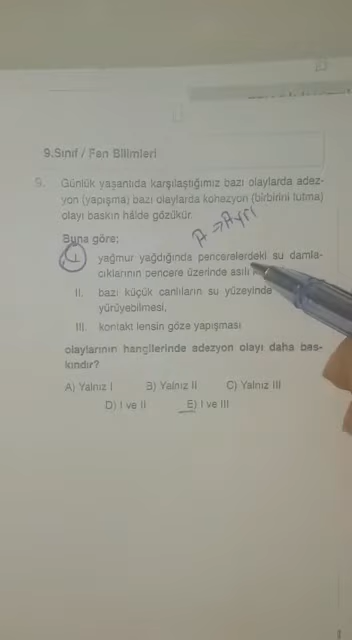 9.Sınıf / Fen Bilimleri
9. Günlük yaşantıda karşılaştığımız bazı olaylarda adez-
yon (yapışma) bazı olaylarda kohazyon (birbirini tutma)
olayı baskın hâlde gözükür.
A ⇒ Ayrı
Buna göre;
I. yağmur yağdığında pencerelerdeki su damla-
cıklarının pencere üzerinde asılı
II. bazı küçük canlıların su yüzeyinde
yürüyebilmesi,
III. kontakt lensin göze yapışması
olaylarının hangilerinde adezyon olayı daha bas-
kındır?
A) Yalnız I B) Yalnız II C) Yalnız III
D) I ve II E) I ve III